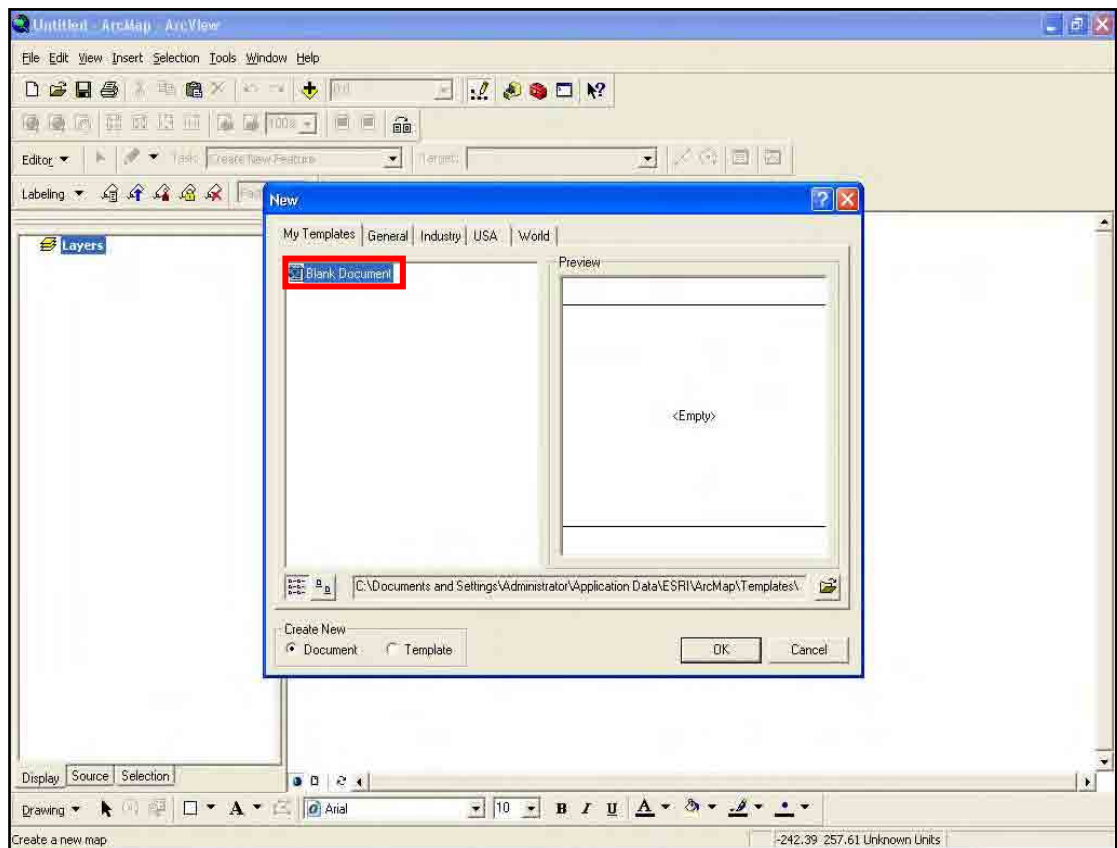 Untitled - ArcMap - ArcView
File Edit View Insert Selection Tools Window Help
100%
Editor Task: Create New Feature Target:
Labeling
New
My Templates General Industry USA World
Layers
Blank Document
Preview
<Empty>
C:\Documents and Settings\Administrator\Application Data\ESRI\ArcMap\Templates\
Create New
Document Template
OK Cancel
Display Source Selection
Drawing A Arial 10 B I U A
Create a new map
-242.39 257.61 Unknown Units